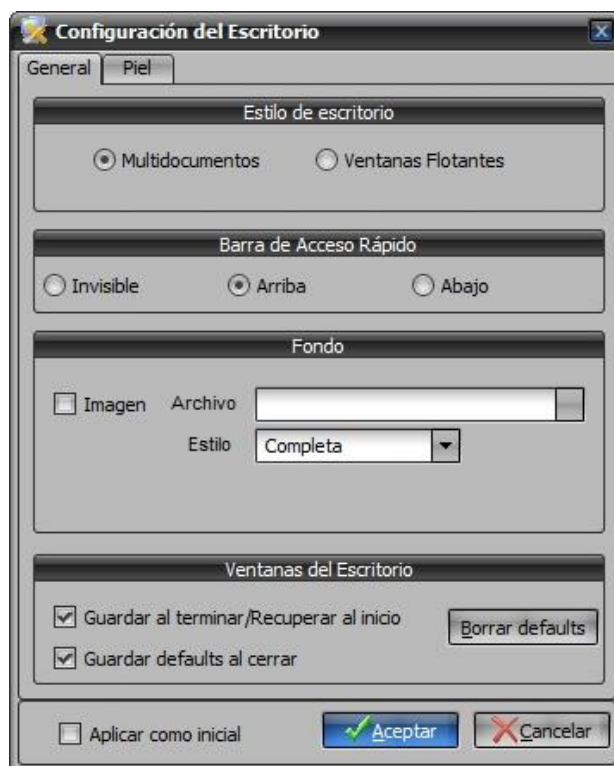 Configuración del Escritorio
General Piel
Estilo de escritorio
Multidocumentos Ventanas Flotantes
Barra de Acceso Rápido
Invisible Arriba Abajo
Fondo
Imagen Archivo
Estilo Completa
Ventanas del Escritorio
Guardar al terminar/Recuperar al inicio
Borrar defaults
Guardar defaults al cerrar
Aplicar como inicial Aceptar Cancelar